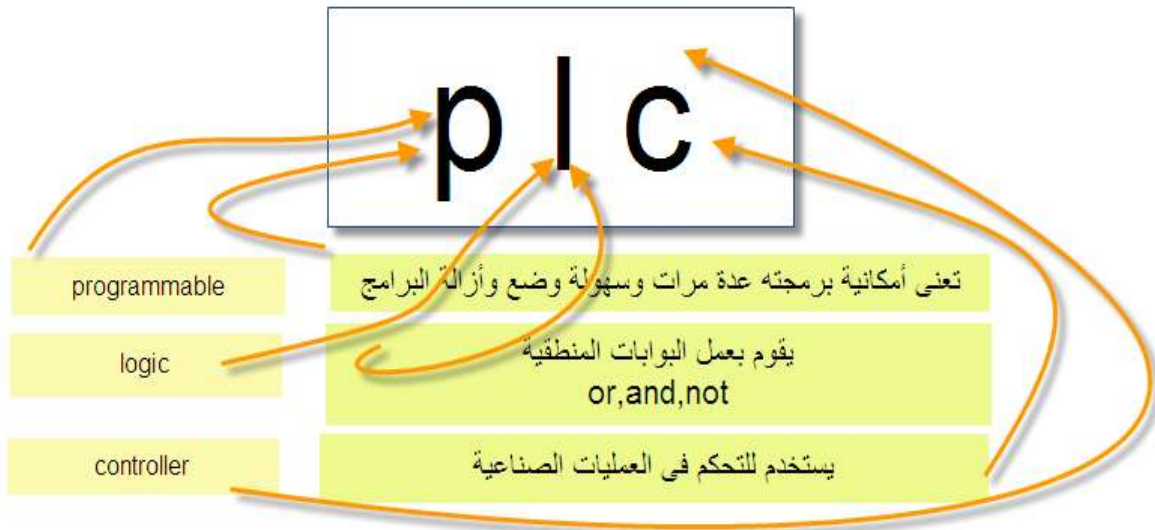 p l c
programmable
تعنى أمكانية برمجته عدة مرات وسهولة وضع وأزالة البرامج
logic
يقوم بعمل البوابات المنطقية
or,and,not
controller
يستخدم للتحكم فى العمليات الصناعية